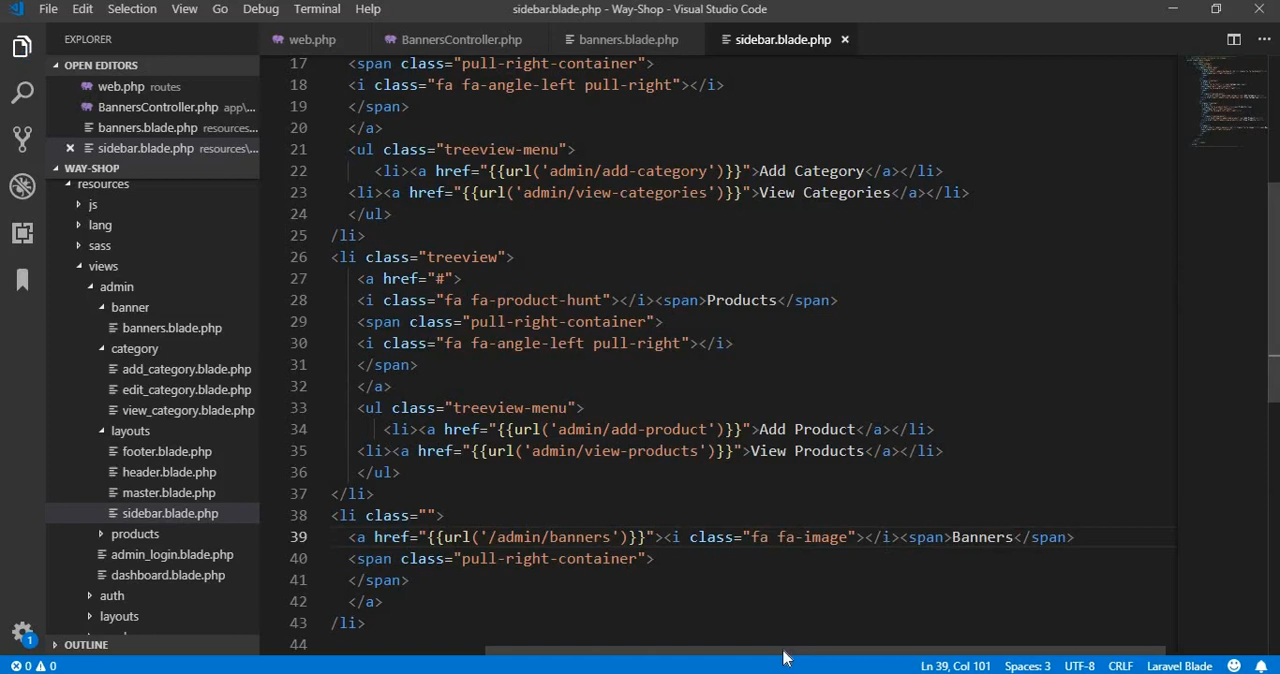 File Edit Selection View Go Debug Terminal Help sidebar.blade.php - Way-Shop - Visual Studio Code
EXPLORER
web.php BannersController.php banners.blade.php sidebar.blade.php
OPEN EDITORS
web.php routes
BannersController.php app\...
banners.blade.php resources...
sidebar.blade.php resources\...
WAY-SHOP
resources
js
lang
sass
views
admin
banner
banners.blade.php
category
add_category.blade.php
edit_category.blade.php
view_category.blade.php
layouts
footer.blade.php
header.blade.php
master.blade.php
sidebar.blade.php
products
admin_login.blade.php
dashboard.blade.php
auth
layouts
OUTLINE
17 <span class="pull-right-container">
18 <i class="fa fa-angle-left pull-right"></i>
19 </span>
20 </a>
21 <ul class="treeview-menu">
22 <li><a href="{{url('admin/add-category')}}">Add Category</a></li>
23 <li><a href="{{url('admin/view-categories')}}">View Categories</a></li>
24 </ul>
25 /li>
26 <li class="treeview">
27 <a href="#">
28 <i class="fa fa-product-hunt"></i><span>Products</span>
29 <span class="pull-right-container">
30 <i class="fa fa-angle-left pull-right"></i>
31 </span>
32 </a>
33 <ul class="treeview-menu">
34 <li><a href="{{url('admin/add-product')}}">Add Product</a></li>
35 <li><a href="{{url('admin/view-products')}}">View Products</a></li>
36 </ul>
37 </li>
38 <li class="">
39 <a href="{{url('/admin/banners')}}"><i class="fa fa-image"></i><span>Banners</span>
40 <span class="pull-right-container">
41 </span>
42 </a>
43 /li>
44
1
0 0 Ln 39, Col 101 Spaces: 3 UTF-8 CRLF Laravel Blade